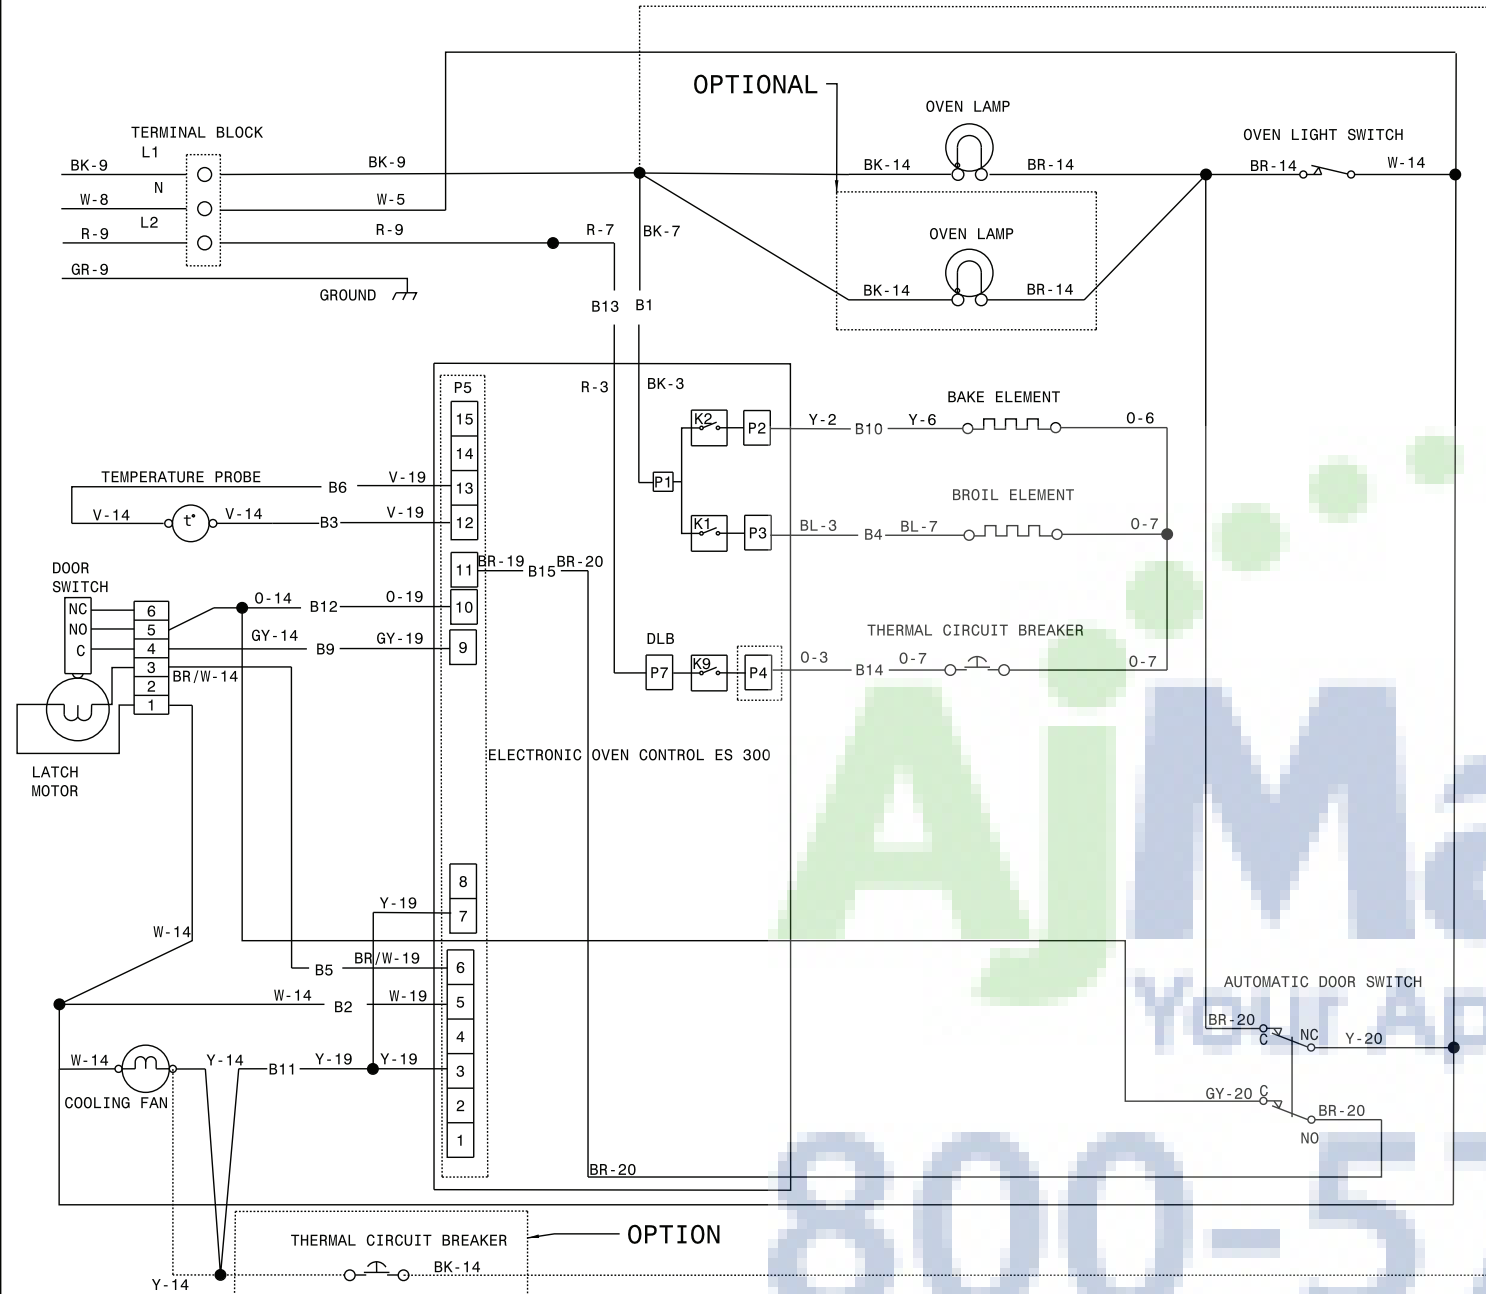 OPTIONAL
OVEN LAMP
TERMINAL BLOCK
OVEN LIGHT SWITCH
L1
BK-9
BK-9
BK-14
BR-14
BR-14
W-14
N
W-8
W-5
L2
R-9
R-9
R-7
BK-7
OVEN LAMP
GR-9
GROUND
BK-14
BR-14
B13
B1
P5
R-3
BK-3
BAKE ELEMENT
15
K2
P2
Y-2
B10
Y-6
O-6
14
TEMPERATURE PROBE
B6
V-19
13
P1
BROIL ELEMENT
V-14
t°
V-14
B3
V-19
12
K1
P3
BL-3
B4
BL-7
O-7
DOOR
SWITCH
11
BR-19
B15
BR-20
NC
6
O-14
B12
O-19
10
NO
5
GY-14
B9
GY-19
9
C
4
DLB
THERMAL CIRCUIT BREAKER
3
BR/W-14
P7
K9
P4
O-3
B14
O-7
O-7
2
1
ELECTRONIC OVEN CONTROL ES 300
LATCH
MOTOR
AjMa
8
Y-19
7
W-14
BR/W-19
B5
6
AUTOMATIC DOOR SWITCH
Your Ap
W-14
B2
W-19
5
BR-20
C
NC
Y-20
4
W-14
Y-14
B11
Y-19
Y-19
3
COOLING FAN
2
GY-20
C
BR-20
NO
1
BR-20
800-57
THERMAL CIRCUIT BREAKER
OPTION
Y-14
BK-14